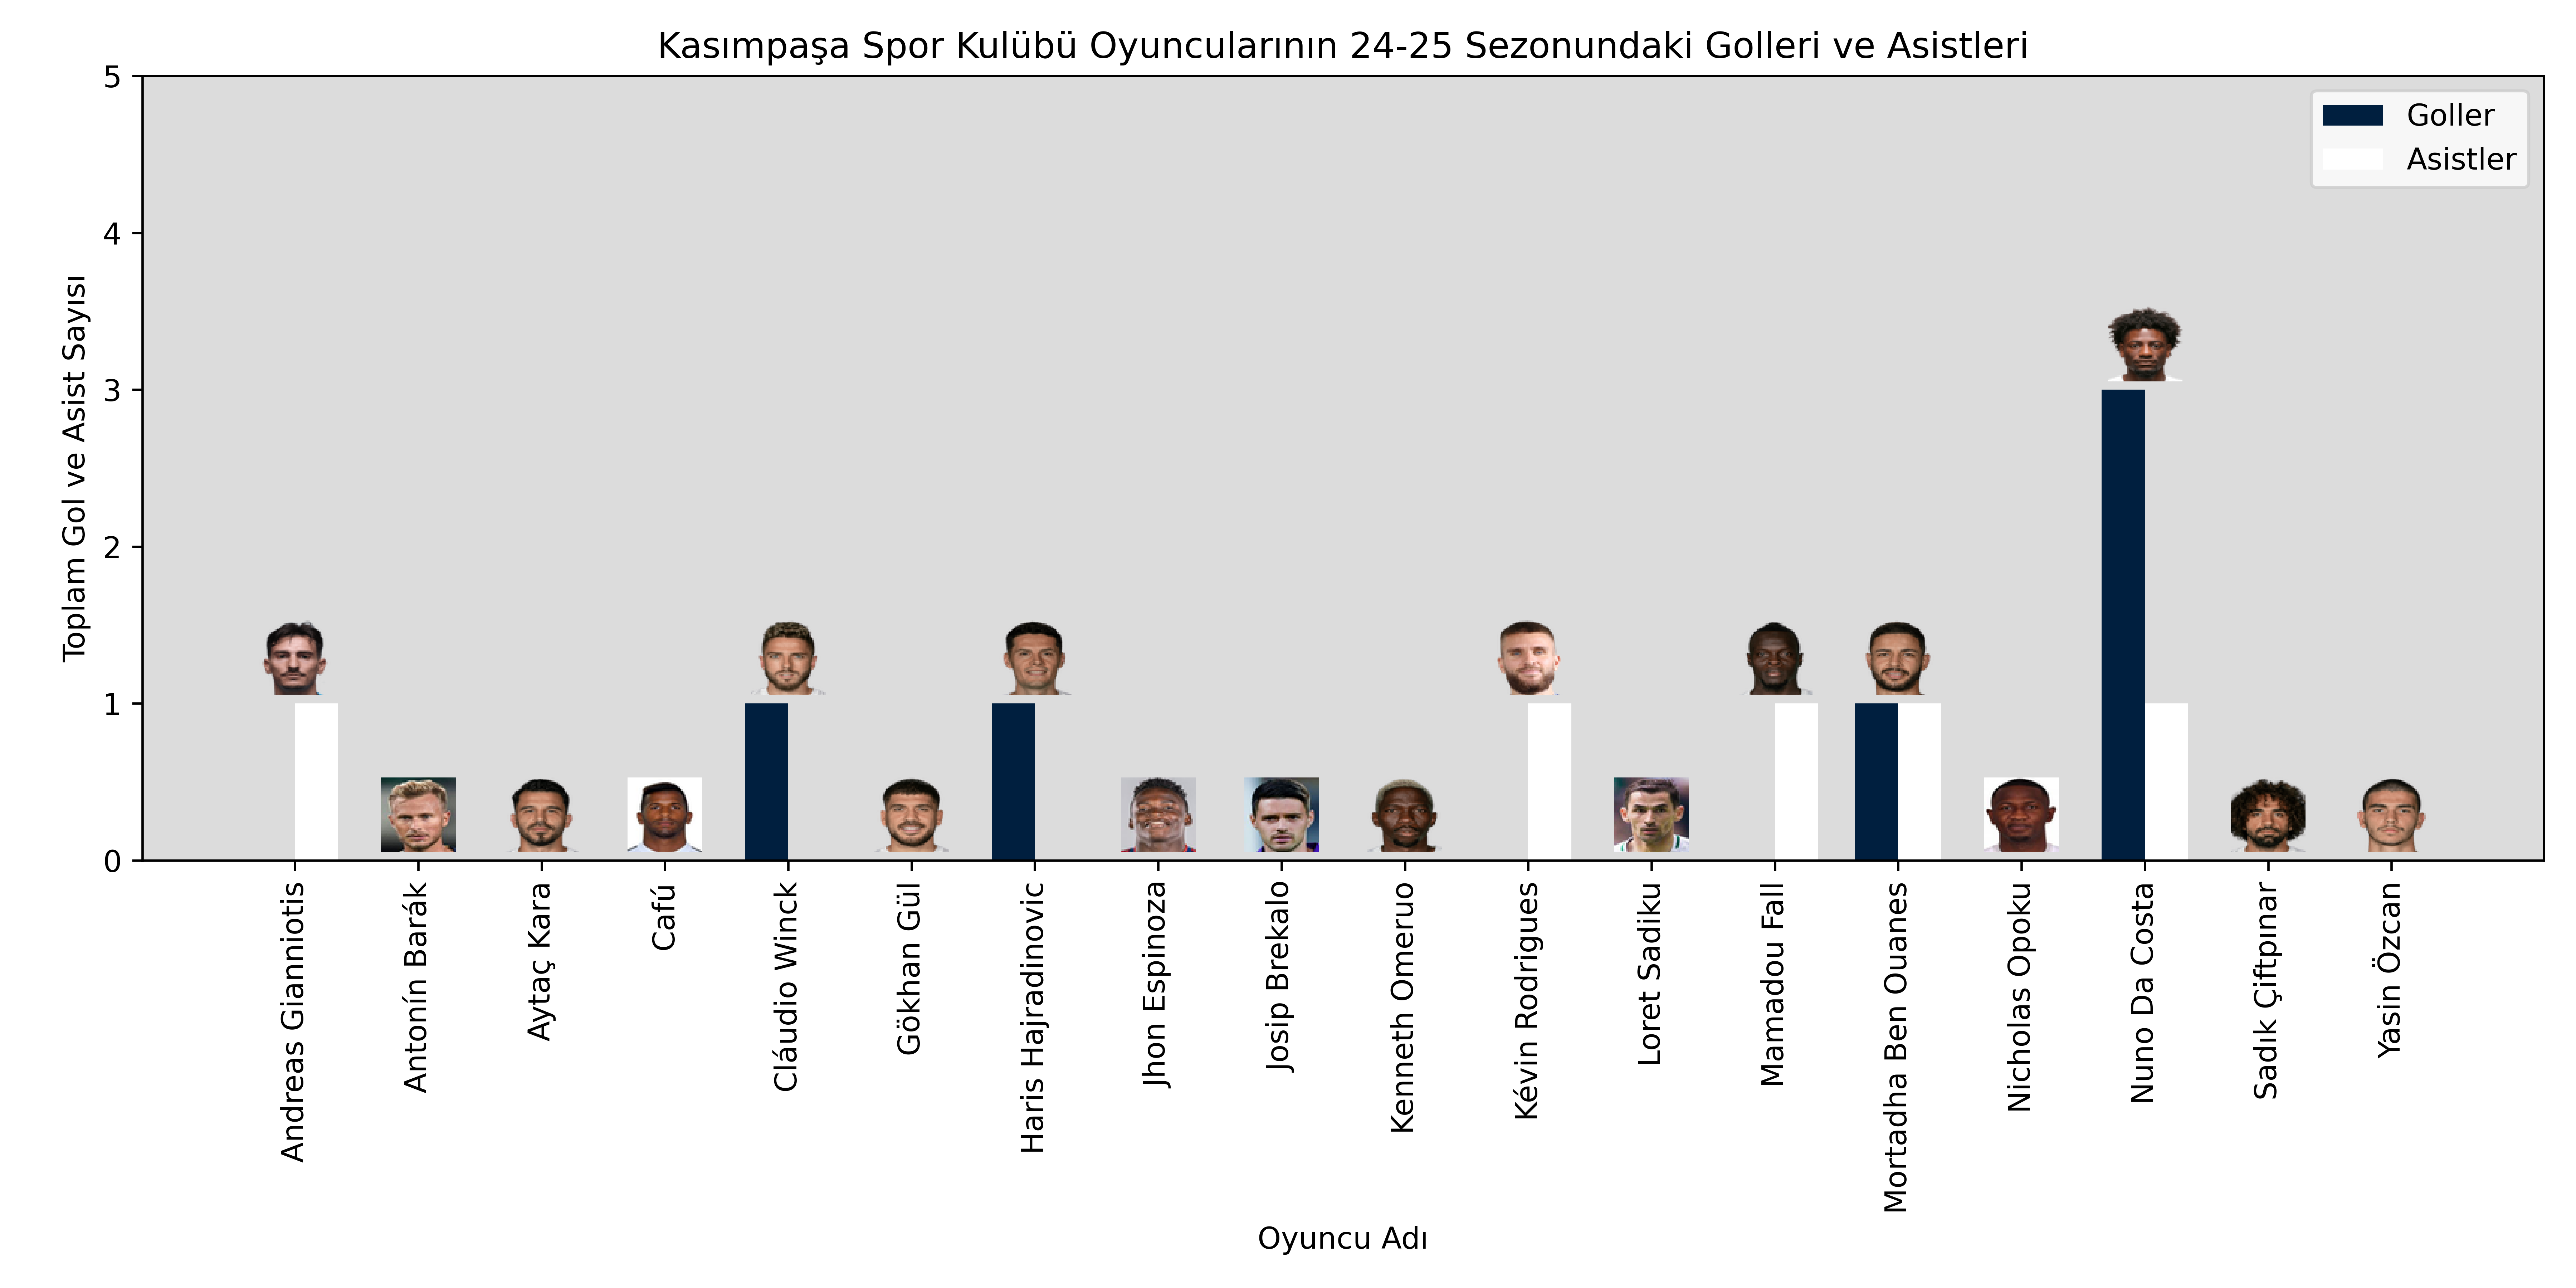 Kasımpaşa Spor Kulübü Oyuncularının 24-25 Sezonundaki Golleri ve Asistleri
Goller
Asistler
Toplam Gol ve Asist Sayısı
5
4
3
2
1
0
Andreas Gianniotis
Antonín Barák
Aytaç Kara
Cafú
Cláudio Winck
Gökhan Gül
Haris Hajradinovic
Jhon Espinoza
Josip Brekalo
Kenneth Omeruo
Kévin Rodrigues
Loret Sadiku
Mamadou Fall
Mortadha Ben Ouanes
Nicholas Opoku
Nuno Da Costa
Sadık Çiftpınar
Yasin Özcan
Oyuncu Adı